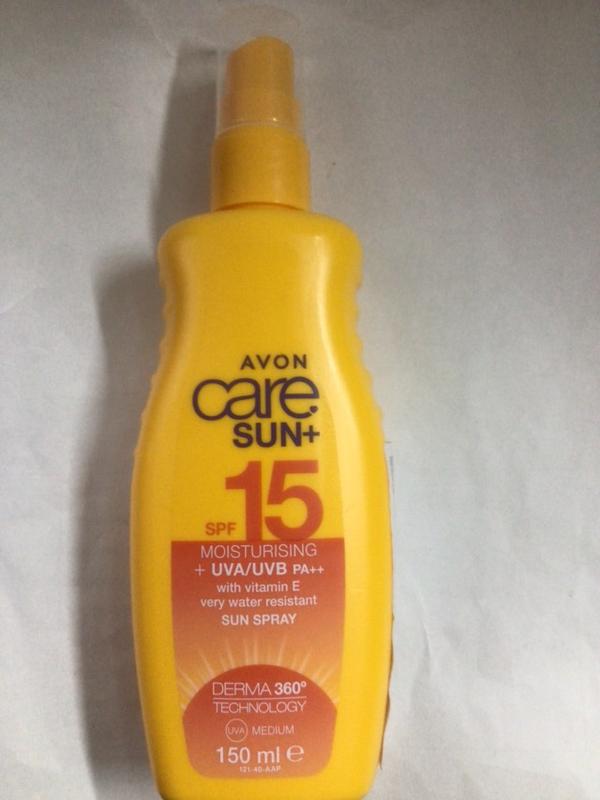 AVON
care
SUN+
SPF 15
MOISTURISING
+ UVA/UVB PA++
with vitamin E
very water resistant
SUN SPRAY
DERMA 360º
TECHNOLOGY
UVA MEDIUM
150 ml ℮
121-40-AAP